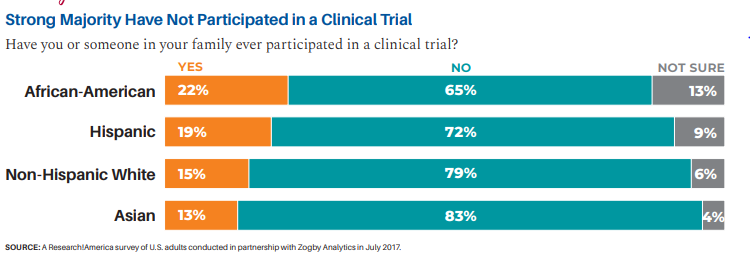 Strong Majority Have Not Participated in a Clinical Trial
Have you or someone in your family ever participated in a clinical trial?
YES NO NOT SURE
African-American 22% 65% 13%
Hispanic 19% 72% 9%
Non-Hispanic White 15% 79% 6%
Asian 13% 83% 4%
SOURCE: A Research!America survey of U.S. adults conducted in partnership with Zogby Analytics in July 2017.